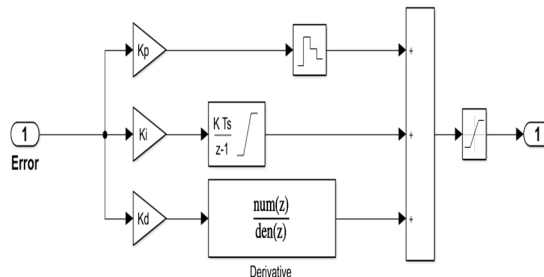 Kp
+
1
Error
Ki
K Ts
z-1
+
1
Kd
num(z)
den(z)
+
Derivative